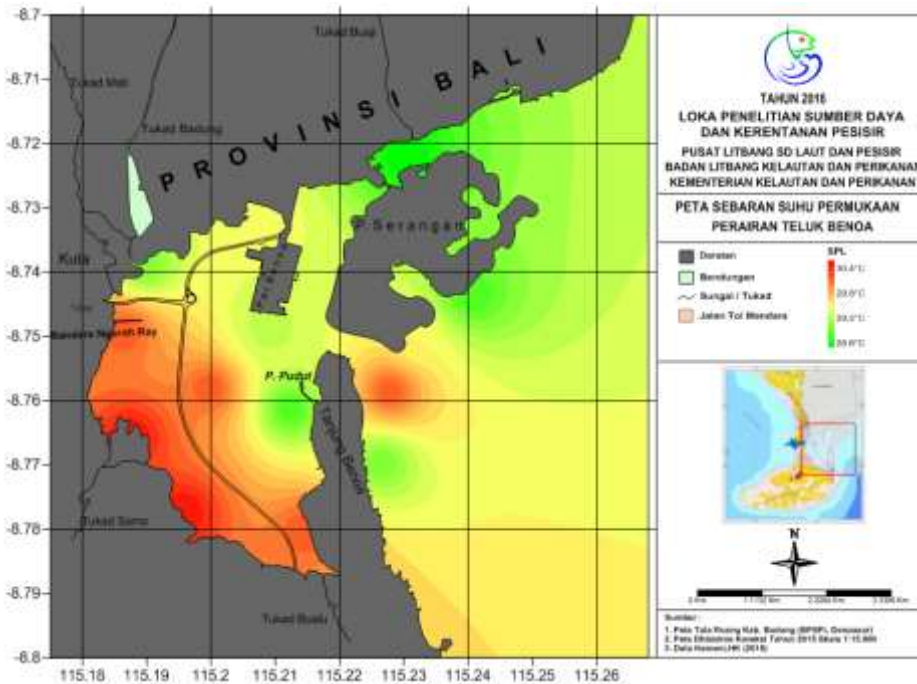 -8.7
-8.71
-8.72
-8.73
-8.74
-8.75
-8.76
-8.77
-8.78
-8.79
-8.8
115.18 115.19 115.2 115.21 115.22 115.23 115.24 115.25 115.26
PROVINSI BALI
Tukad Mati
Tukad Badung
Tukad Buaji
Kuta
P. Serangan
P. Pudut
Tanjung Benoa
Tukad Sama
Tukad Bualu
TAHUN 2016
LOKA PENELITIAN SUMBER DAYA
DAN KERENTANAN PESISIR
PUSAT LITBANG SD LAUT DAN PESISIR
BADAN LITBANG KELAUTAN DAN PERIKANAN
KEMENTERIAN KELAUTAN DAN PERIKANAN
PETA SEBARAN SUHU PERMUKAAN
PERAIRAN TELUK BENOA
Daratan
Bendungan
Sungai / Tukad
Jalan Tol Mandara
SPL
N
Sumber :